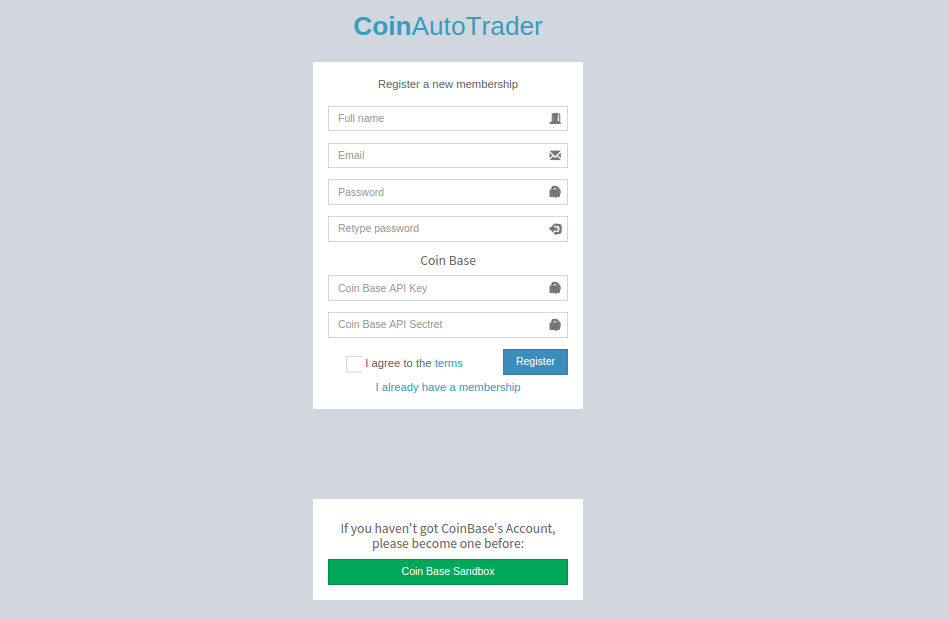 CoinAutoTrader
Register a new membership
Full name
Email
Password
Retype password
Coin Base
Coin Base API Key
Coin Base API Sectret
I agree to the terms
Register
I already have a membership
If you haven't got CoinBase's Account,
please become one before:
Coin Base Sandbox